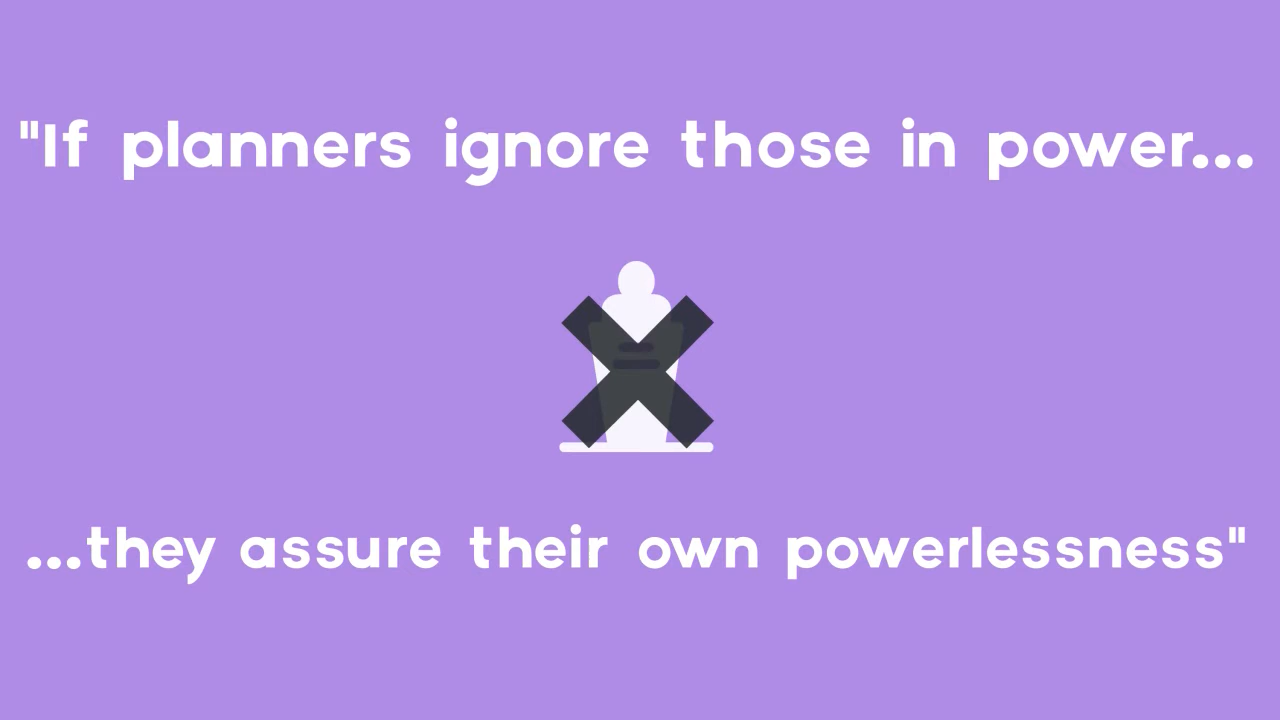 "If planners ignore those in power...
...they assure their own powerlessness"